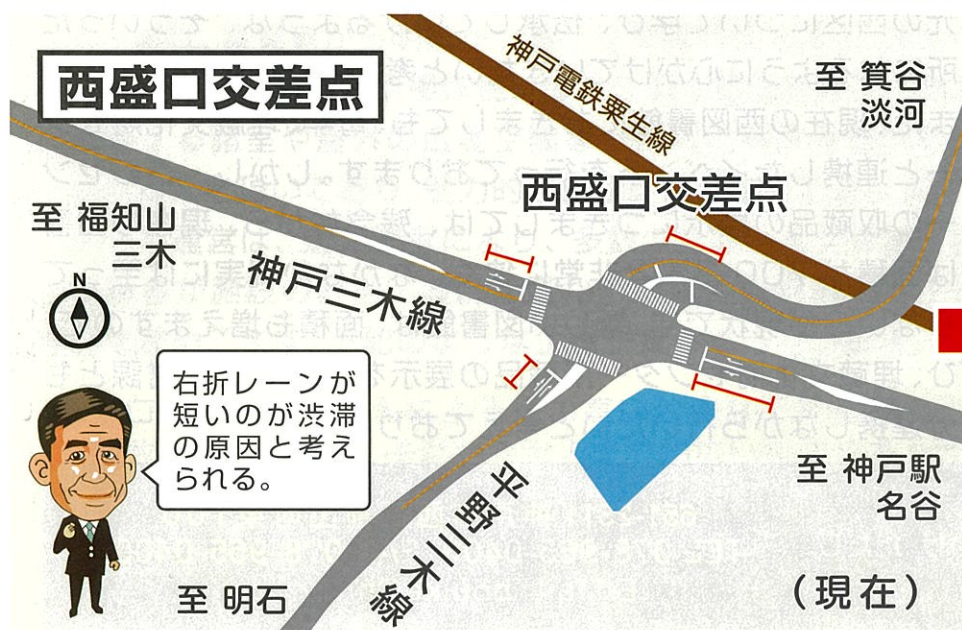 西盛口交差点
神戸電鉄粟生線
至 箕谷
淡河
西盛口交差点
至 福知山
三木
神戸三木線
N
右折レーンが
短いのが渋滞
の原因と考え
られる。
平野三木線
至 明石
至 神戸駅
名谷
（現在）